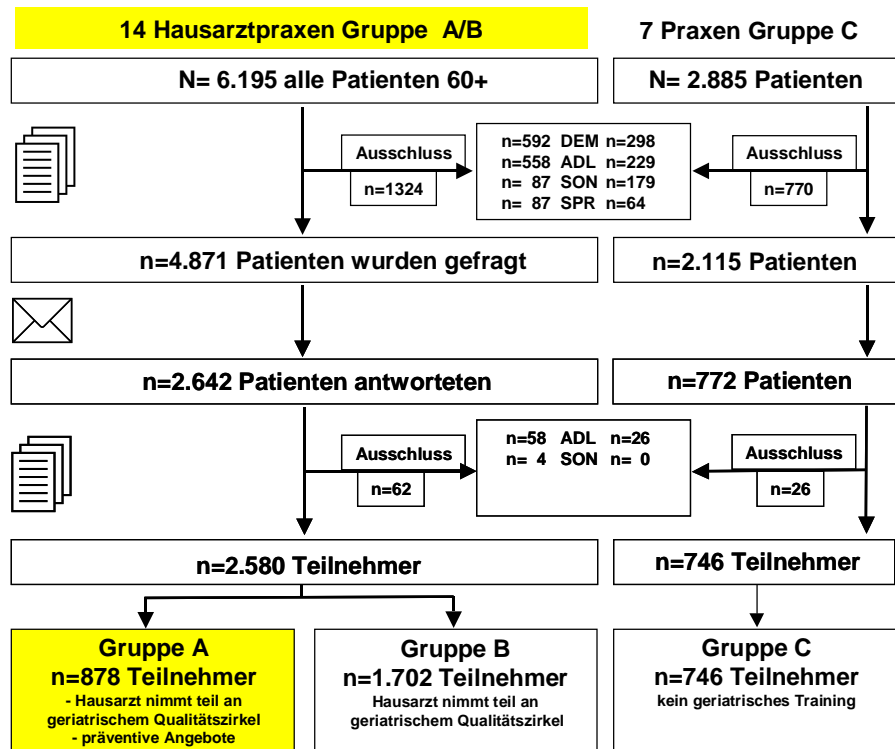 14 Hausarztpraxen Gruppe A/B
7 Praxen Gruppe C
N= 6.195 alle Patienten 60+
N= 2.885 Patienten
Ausschluss
n=1324
n=592 DEM n=298
n=558 ADL n=229
n= 87 SON n=179
n= 87 SPR n=64
Ausschluss
n=770
n=4.871 Patienten wurden gefragt
n=2.115 Patienten
n=2.642 Patienten antworteten
n=772 Patienten
Ausschluss
n=62
n=58 ADL n=26
n= 4 SON n= 0
Ausschluss
n=26
n=2.580 Teilnehmer
n=746 Teilnehmer
Gruppe A
n=878 Teilnehmer
- Hausarzt nimmt teil an
geriatrischem Qualitätszirkel
- präventive Angebote
Gruppe B
n=1.702 Teilnehmer
Hausarzt nimmt teil an
geriatrischem Qualitätszirkel
Gruppe C
n=746 Teilnehmer
kein geriatrisches Training